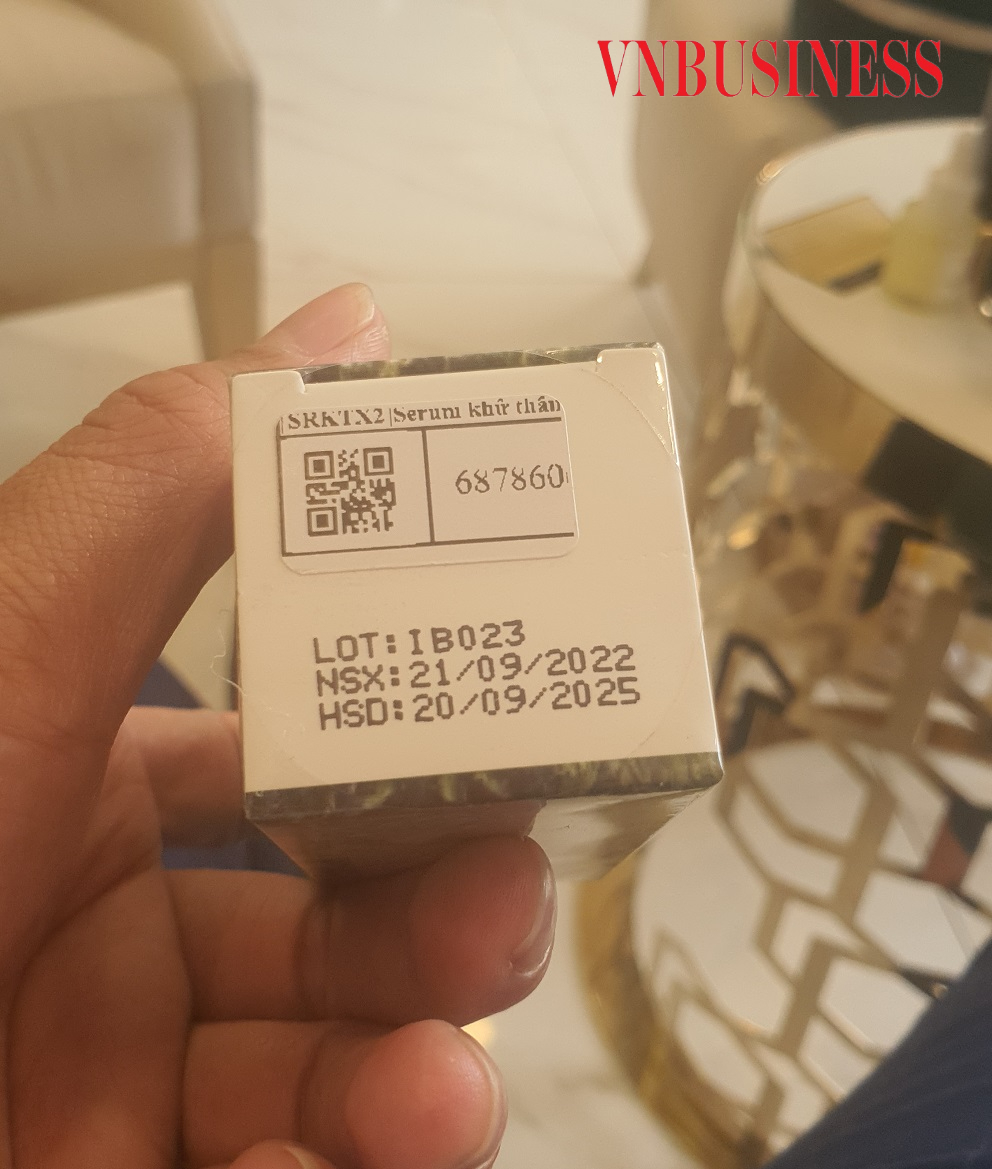 VNBUSINESS
SRKTX2 Serum khử thâm
687860
LOT: IB023
NSX: 21/09/2022
HSD: 20/09/2025